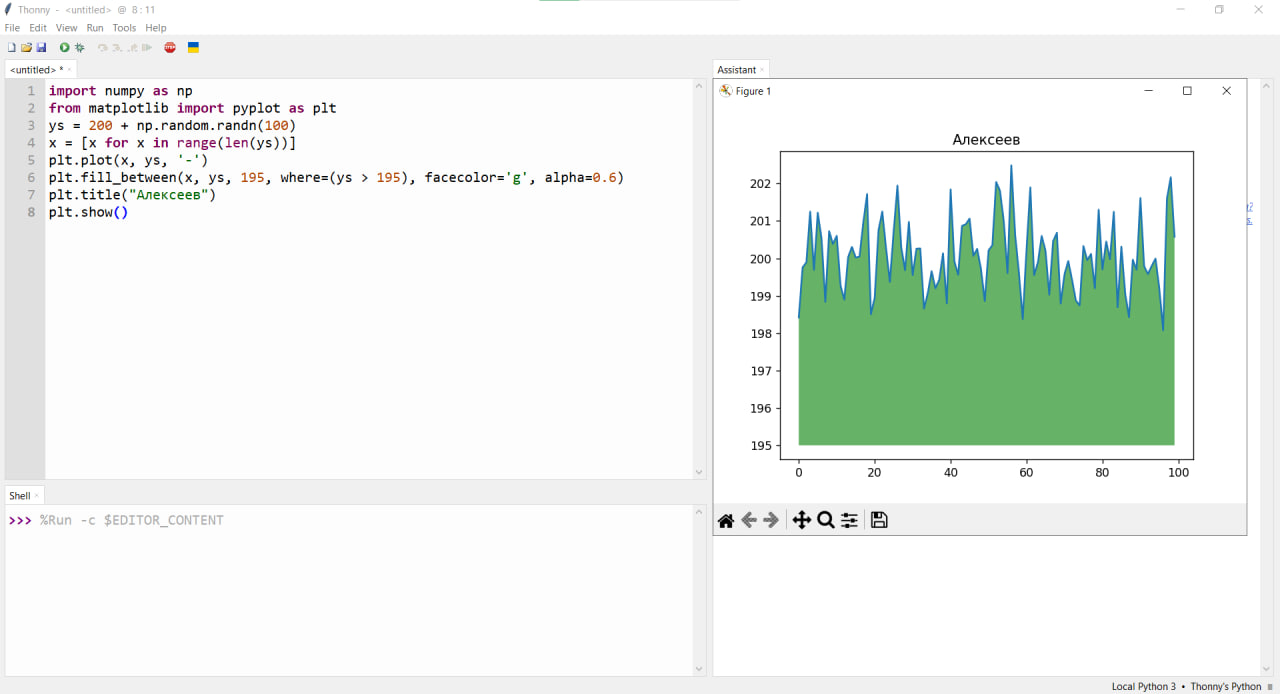 Thonny - <untitled> @ 8 : 11
File Edit View Run Tools Help
<untitled> *
1 import numpy as np
2 from matplotlib import pyplot as plt
3 ys = 200 + np.random.randn(100)
4 x = [x for x in range(len(ys))]
5 plt.plot(x, ys, '-')
6 plt.fill_between(x, ys, 195, where=(ys > 195), facecolor='g', alpha=0.6)
7 plt.title("Алексеев")
8 plt.show()
Shell
>>> %Run -c $EDITOR_CONTENT
Assistant
Figure 1
Алексеев
202
201
200
199
198
197
196
195
0 20 40 60 80 100
Local Python 3 • Thonny's Python